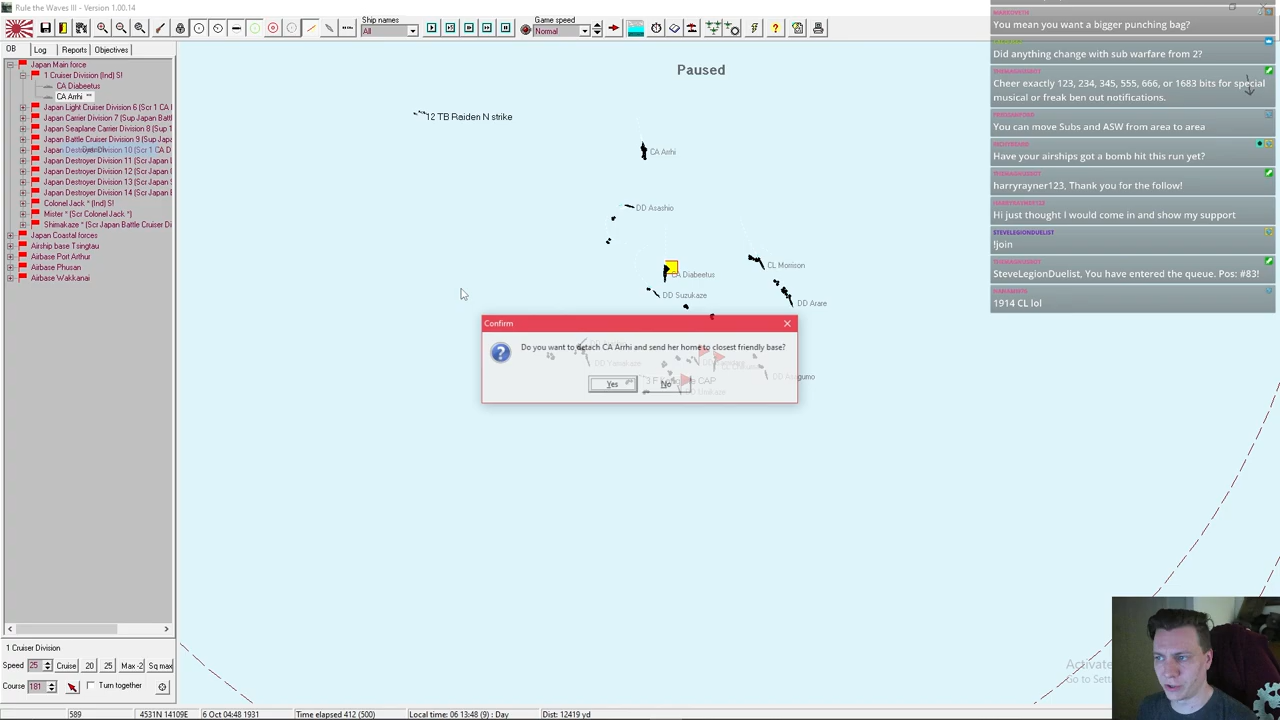 Rule the Waves III - Version 1.00.14
Ship names
All
Game speed
Normal
OB
Log
Reports
Objectives
Japan Main force
1 Cruiser Division (Ind) S!
CA Diabeetus
CA Arrhi **
Japan Light Cruiser Division 6 (Scr 1 CA
Japan Carrier Division 7 (Sup Japan Batt
Japan Seaplane Carrier Division 8 (Sup 1
Japan Battle Cruiser Division 9 (Sup Japa
Japan Destroyer Division 10 (Scr 1 CA D
Japan Destroyer Division 11 (Scr Japan L
Japan Destroyer Division 12 (Scr Japan
Japan Destroyer Division 13 (Scr Japan
Japan Destroyer Division 14 (Scr Japan
Colonel Jack * (Ind) S!
Mister * (Scr Colonel Jack *)
Shimakaze * (Scr Japan Battle Cruiser Di
Japan Coastal forces
Airship base Tsingtau
Airbase Port Arthur
Airbase Phusan
Airbase Wakkanai
Paused
12 TB Raiden N strike
CA Arrhi
DD Asashio
CA Diabeetus
DD Suzukaze
CL Morrison
DD Arare
Confirm
Do you want to detach CA Arrhi and send her home to closest friendly base?
Yes
No
You mean you want a bigger punching bag?
Did anything change with sub warfare from 2?
Cheer exactly 123, 234, 345, 555, 666, or 1683 bits for special
musical or freak ben out notifications.
You can move Subs and ASW from area to area
Have your airships got a bomb hit this run yet?
harryrayner123, Thank you for the follow!
Hi just thought I would come in and show my support
STEVELEGIONDUELIST
!join
SteveLegionDuelist, You have entered the queue. Pos: #83!
1914 CL lol
1 Cruiser Division
Speed
25
Cruise
20
25
Max -2
Sq max
Course
181
Turn together
589
4531N 14109E
6 Oct 04:48 1931
Time elapsed 412 (500)
Local time: 06 13:48 (9) : Day
Dist: 12419 yd